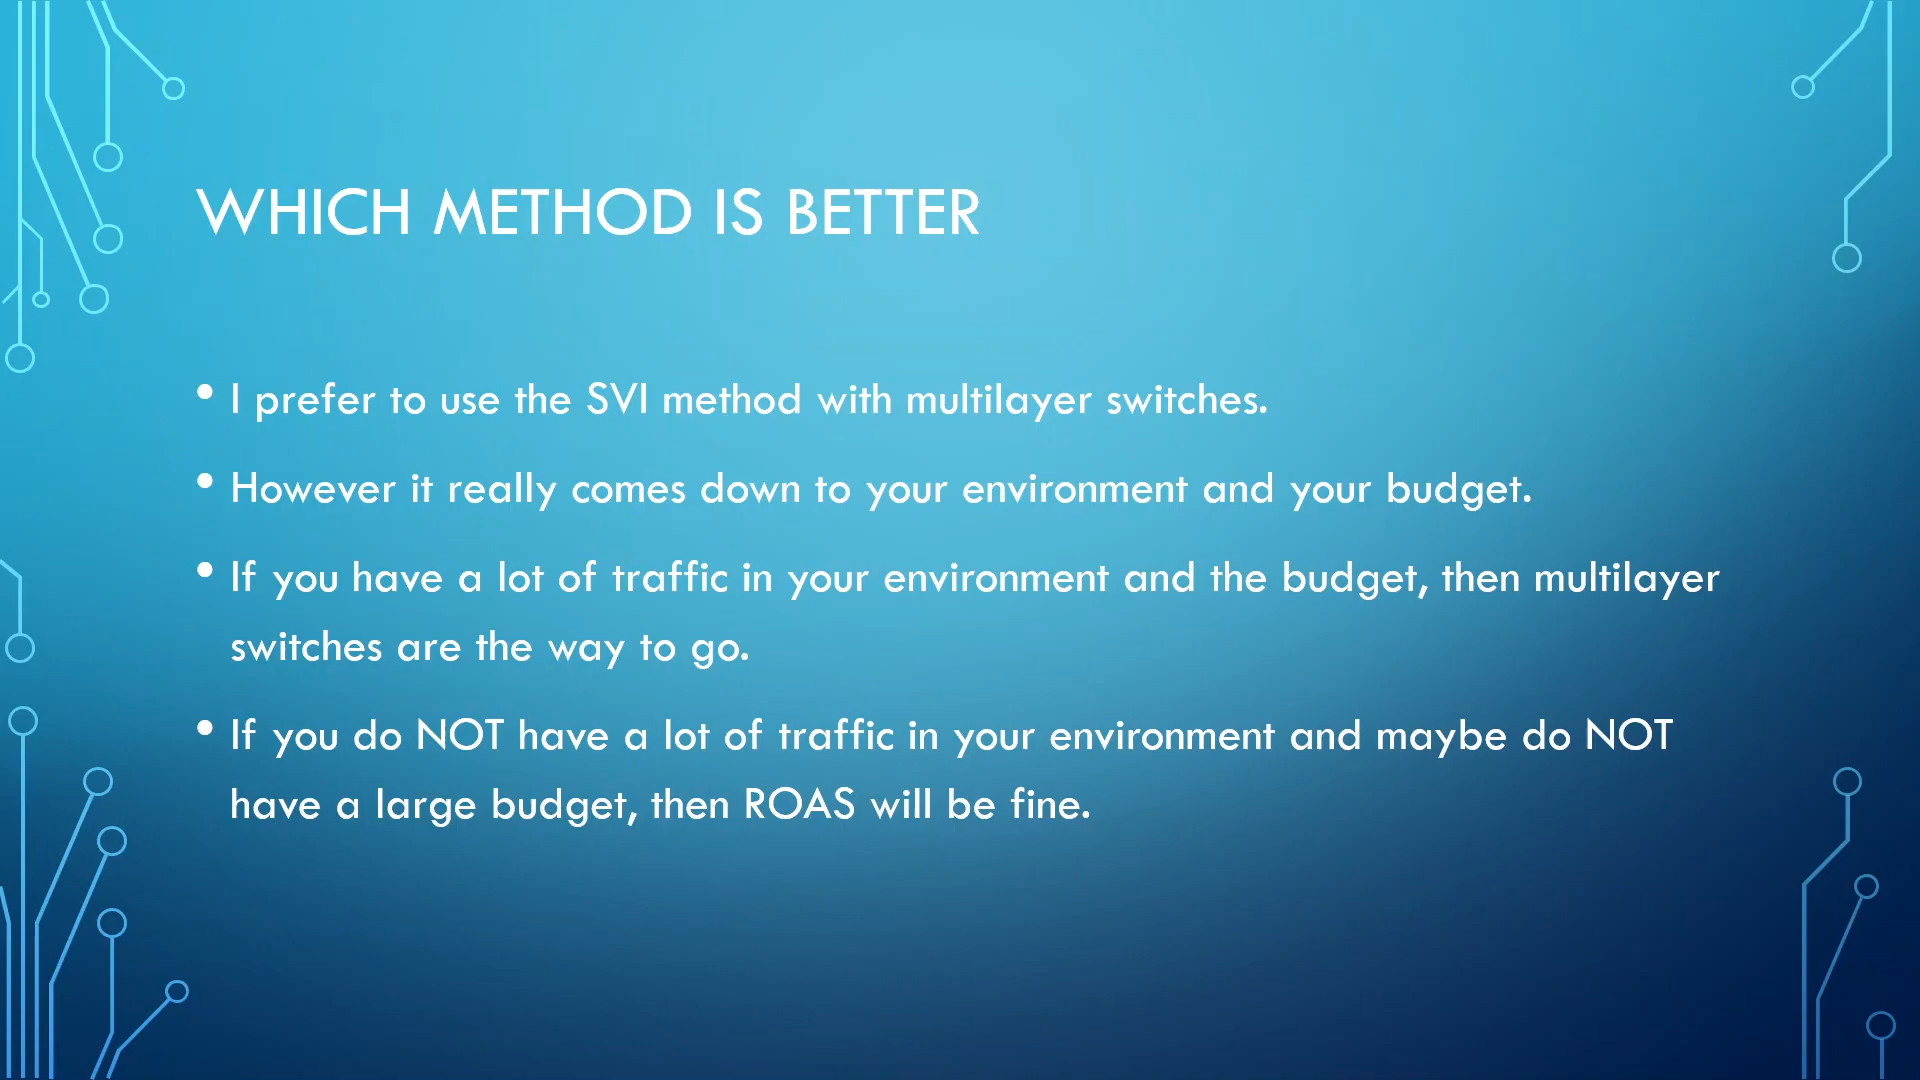 WHICH METHOD IS BETTER
• I prefer to use the SVI method with multilayer switches.
• However it really comes down to your environment and your budget.
• If you have a lot of traffic in your environment and the budget, then multilayer
switches are the way to go.
• If you do NOT have a lot of traffic in your environment and maybe do NOT
have a large budget, then ROAS will be fine.